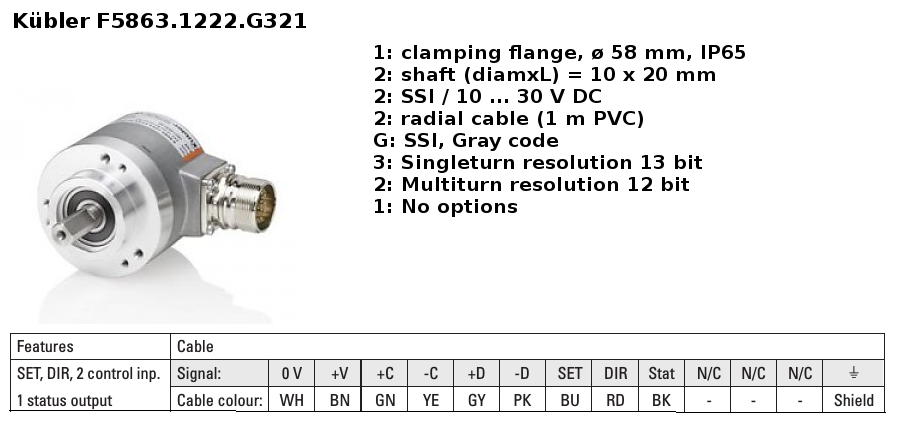 Kübler F5863.1222.G321
1: clamping flange, ø 58 mm, IP65
2: shaft (diamxL) = 10 x 20 mm
2: SSI / 10 ... 30 V DC
2: radial cable (1 m PVC)
G: SSI, Gray code
3: Singleturn resolution 13 bit
2: Multiturn resolution 12 bit
1: No options
Features Cable
SET, DIR, 2 control inp. Signal: 0 V +V +C -C +D -D SET DIR Stat N/C N/C N/C ⏚
1 status output Cable colour: WH BN GN YE GY PK BU RD BK - - - Shield